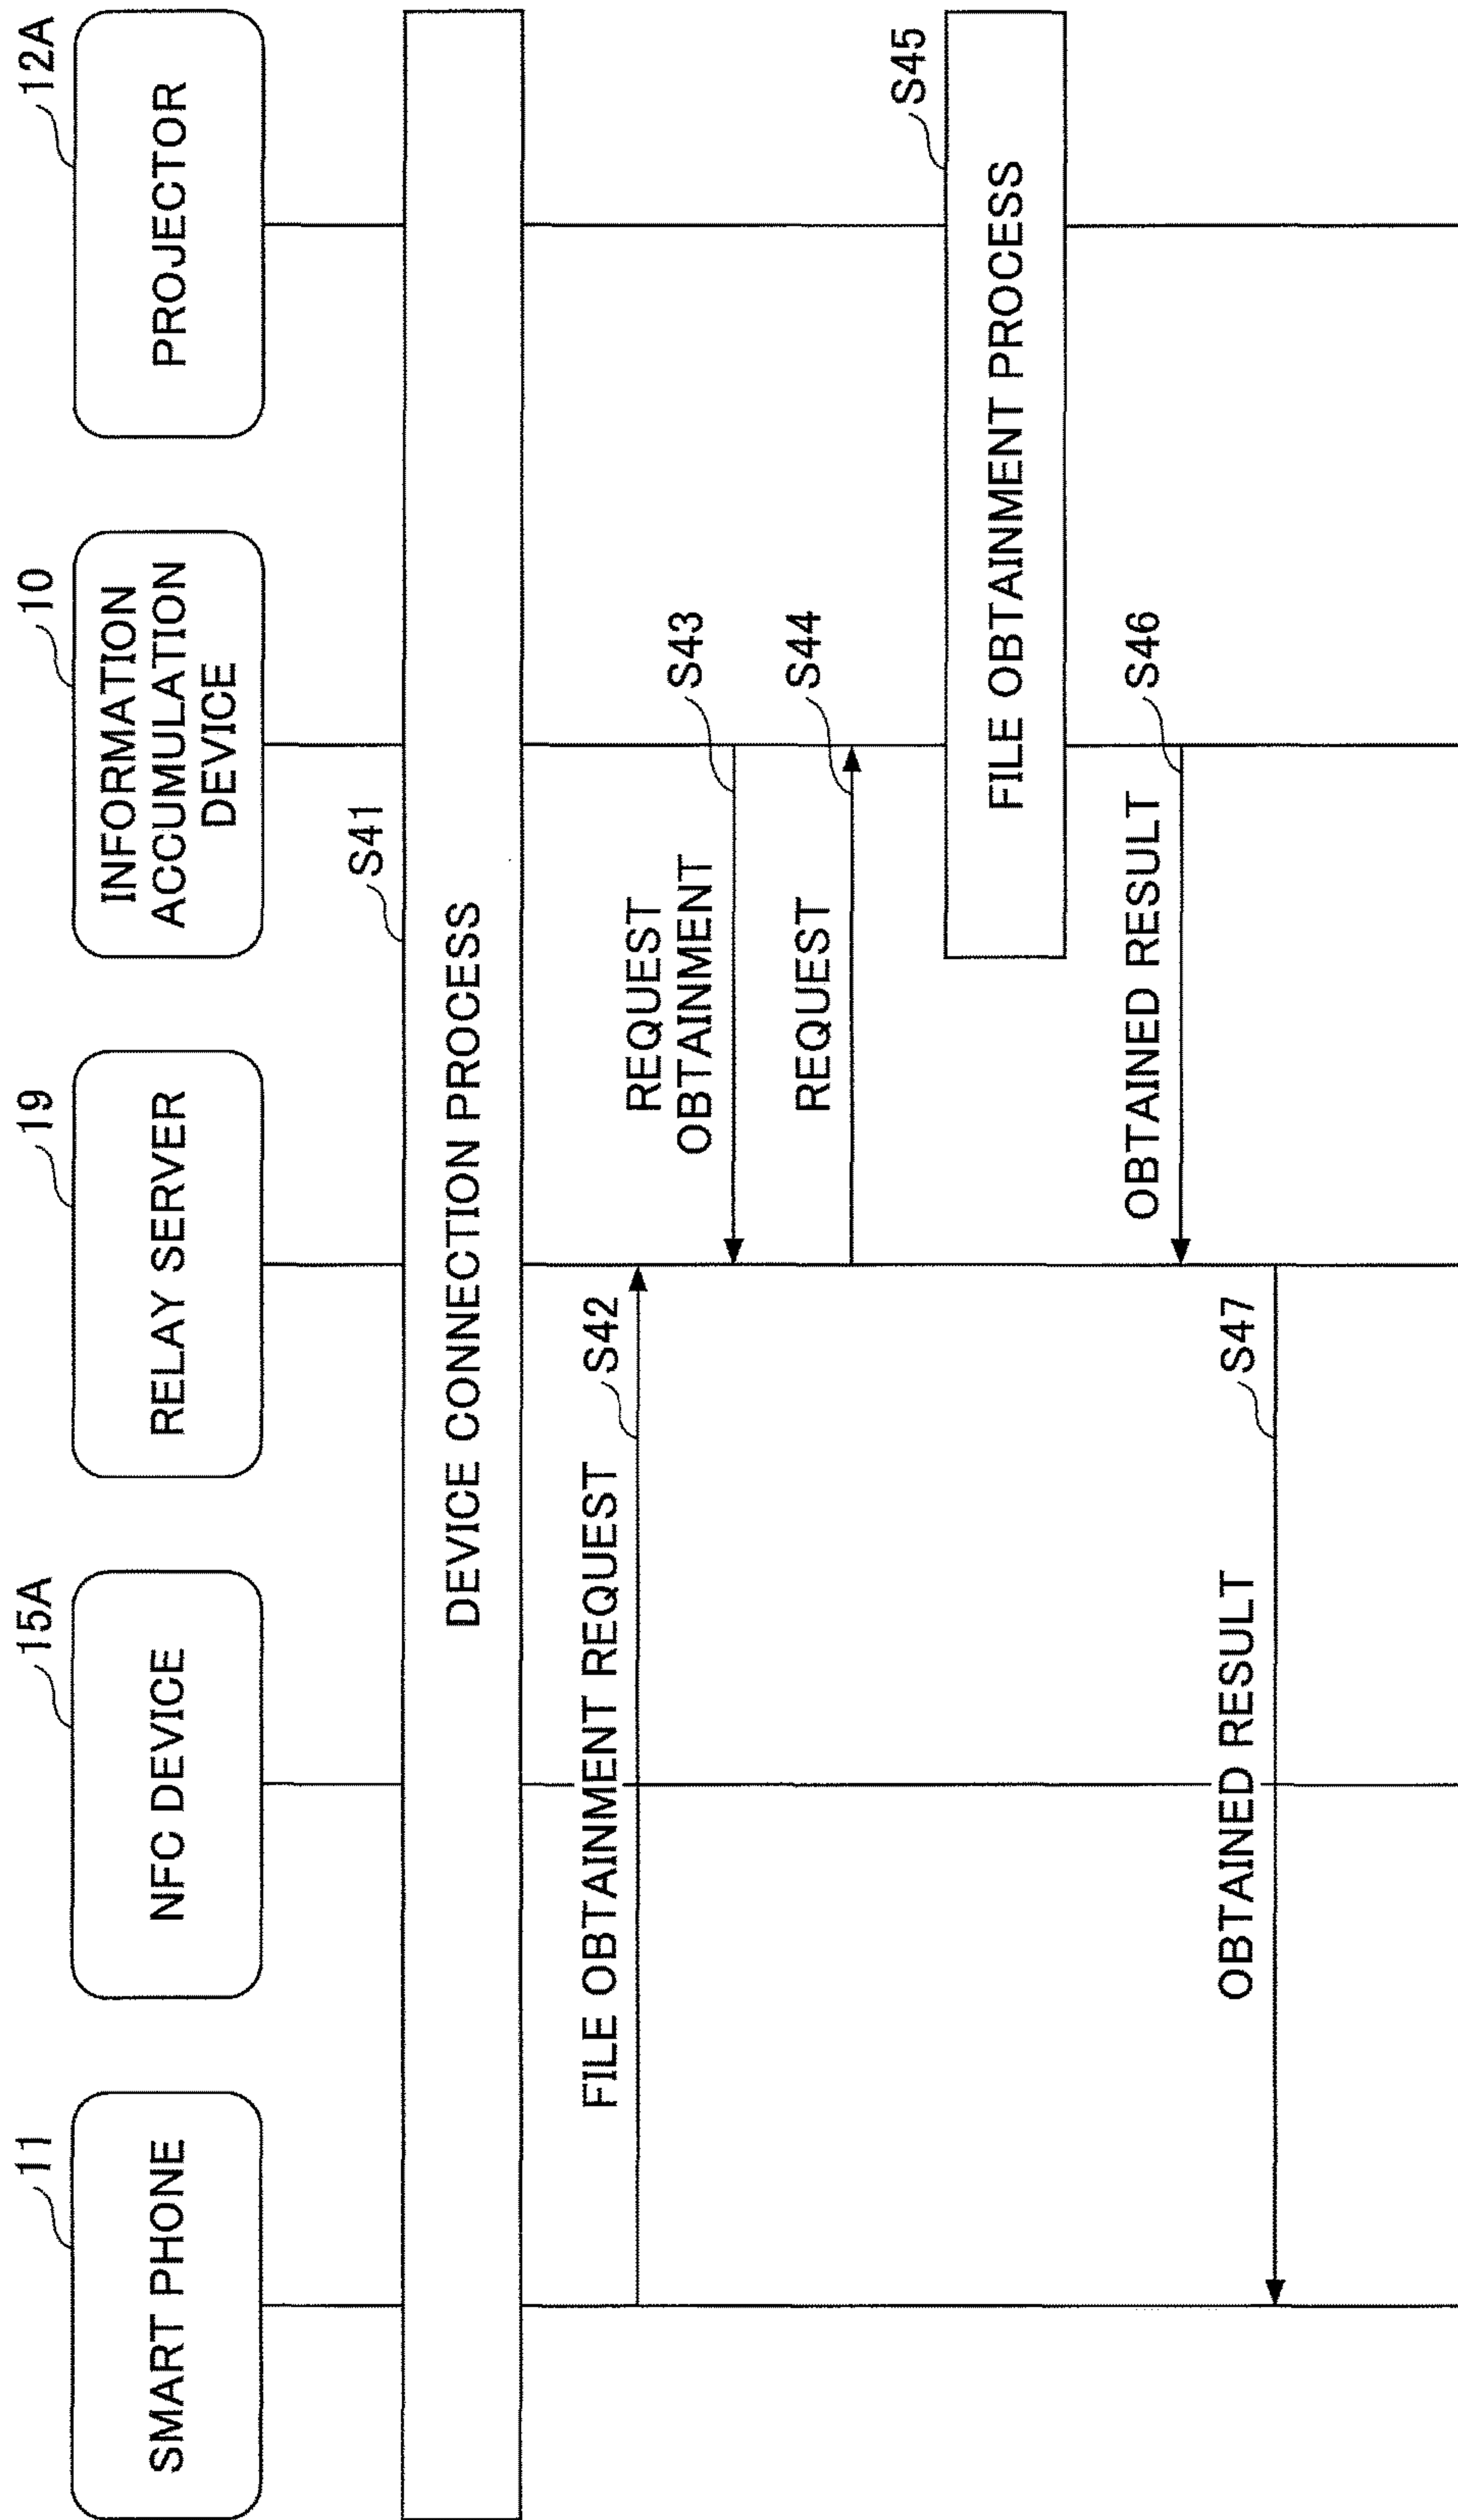 11
SMART PHONE
15A
NFC DEVICE
19
RELAY SERVER
10
INFORMATION
ACCUMULATION
DEVICE
12A
PROJECTOR
S41
DEVICE CONNECTION PROCESS
FILE OBTAINMENT REQUEST
S42
REQUEST
OBTAINMENT
S43
REQUEST
S44
S45
FILE OBTAINMENT PROCESS
OBTAINED RESULT
S46
OBTAINED RESULT
S47